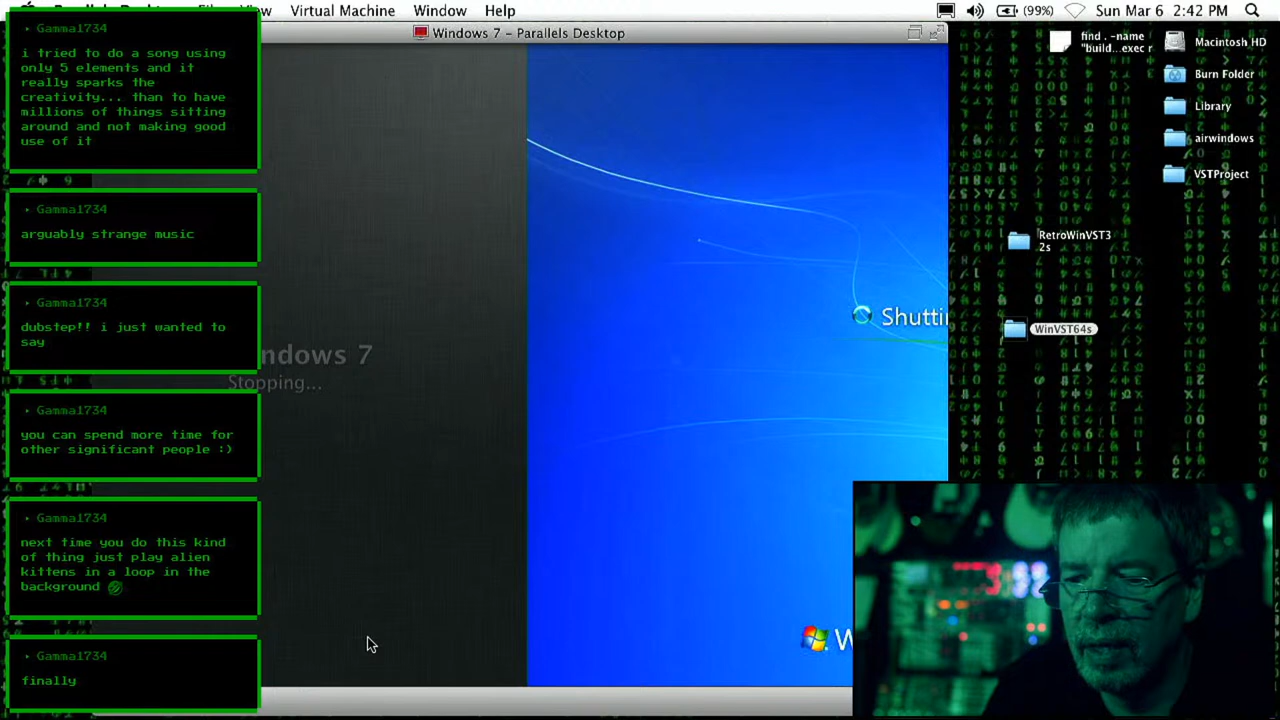 Parallels Desktop File View Virtual Machine Window Help
(99%) Sun Mar 6 2:42 PM
Windows 7 - Parallels Desktop
Gamma1734
i tried to do a song using
only 5 elements and it
really sparks the
creativity... than to have
millions of things sitting
around and not making good
use of it
Gamma1734
arguably strange music
Gamma1734
dubstep!! i just wanted to
say
Gamma1734
you can spend more time for
other significant people :)
Gamma1734
next time you do this kind
of thing just play alien
kittens in a loop in the
background
Gamma1734
finally
ndows 7
Stopping...
Shutti
W
find . -name
"build...exec r
Macintosh HD
Burn Folder
Library
airwindows
VSTProject
RetroWinVST3
2s
WinVST64s